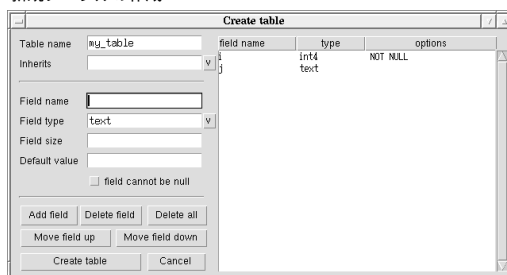 Create table
Table name my_table
Inherits
Field name
Field type text
Field size
Default value
field cannot be null
Add field Delete field Delete all
Move field up Move field down
Create table Cancel
field name type options
i int4 NOT NULL
j text